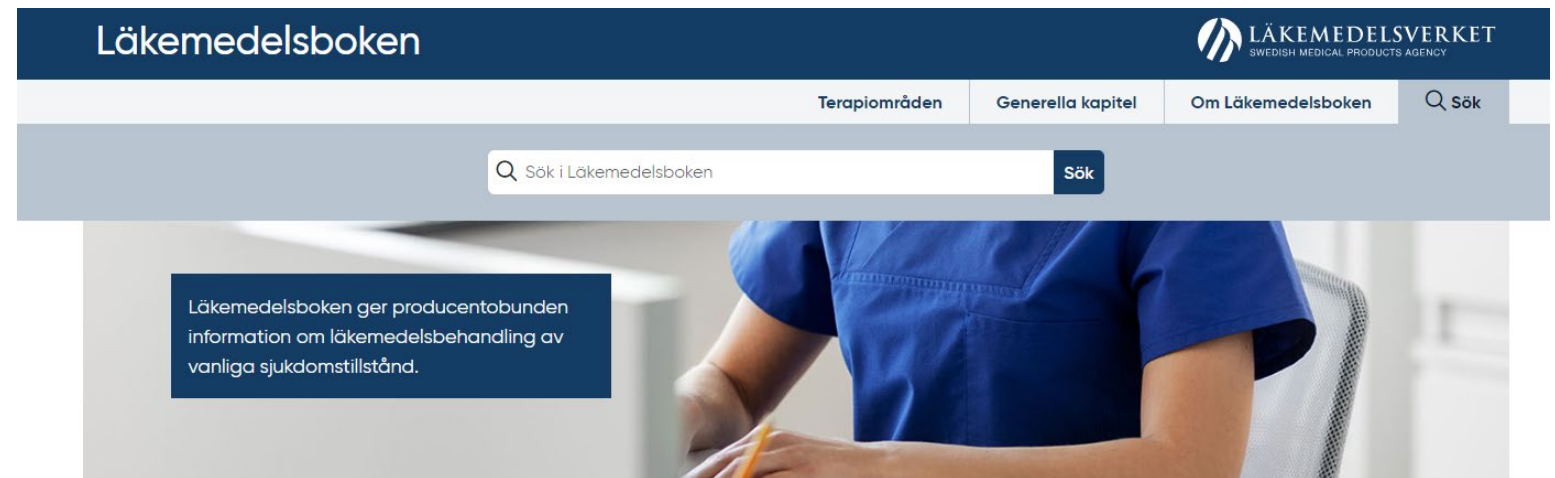 Läkemedelsboken
LÄKEMEDELSVERKET
SWEDISH MEDICAL PRODUCTS AGENCY
Terapiområden
Generella kapitel
Om Läkemedelsboken
Sök
Sök i Läkemedelsboken
Sök
Läkemedelsboken ger producentobunden
information om läkemedelsbehandling av
vanliga sjukdomstillstånd.